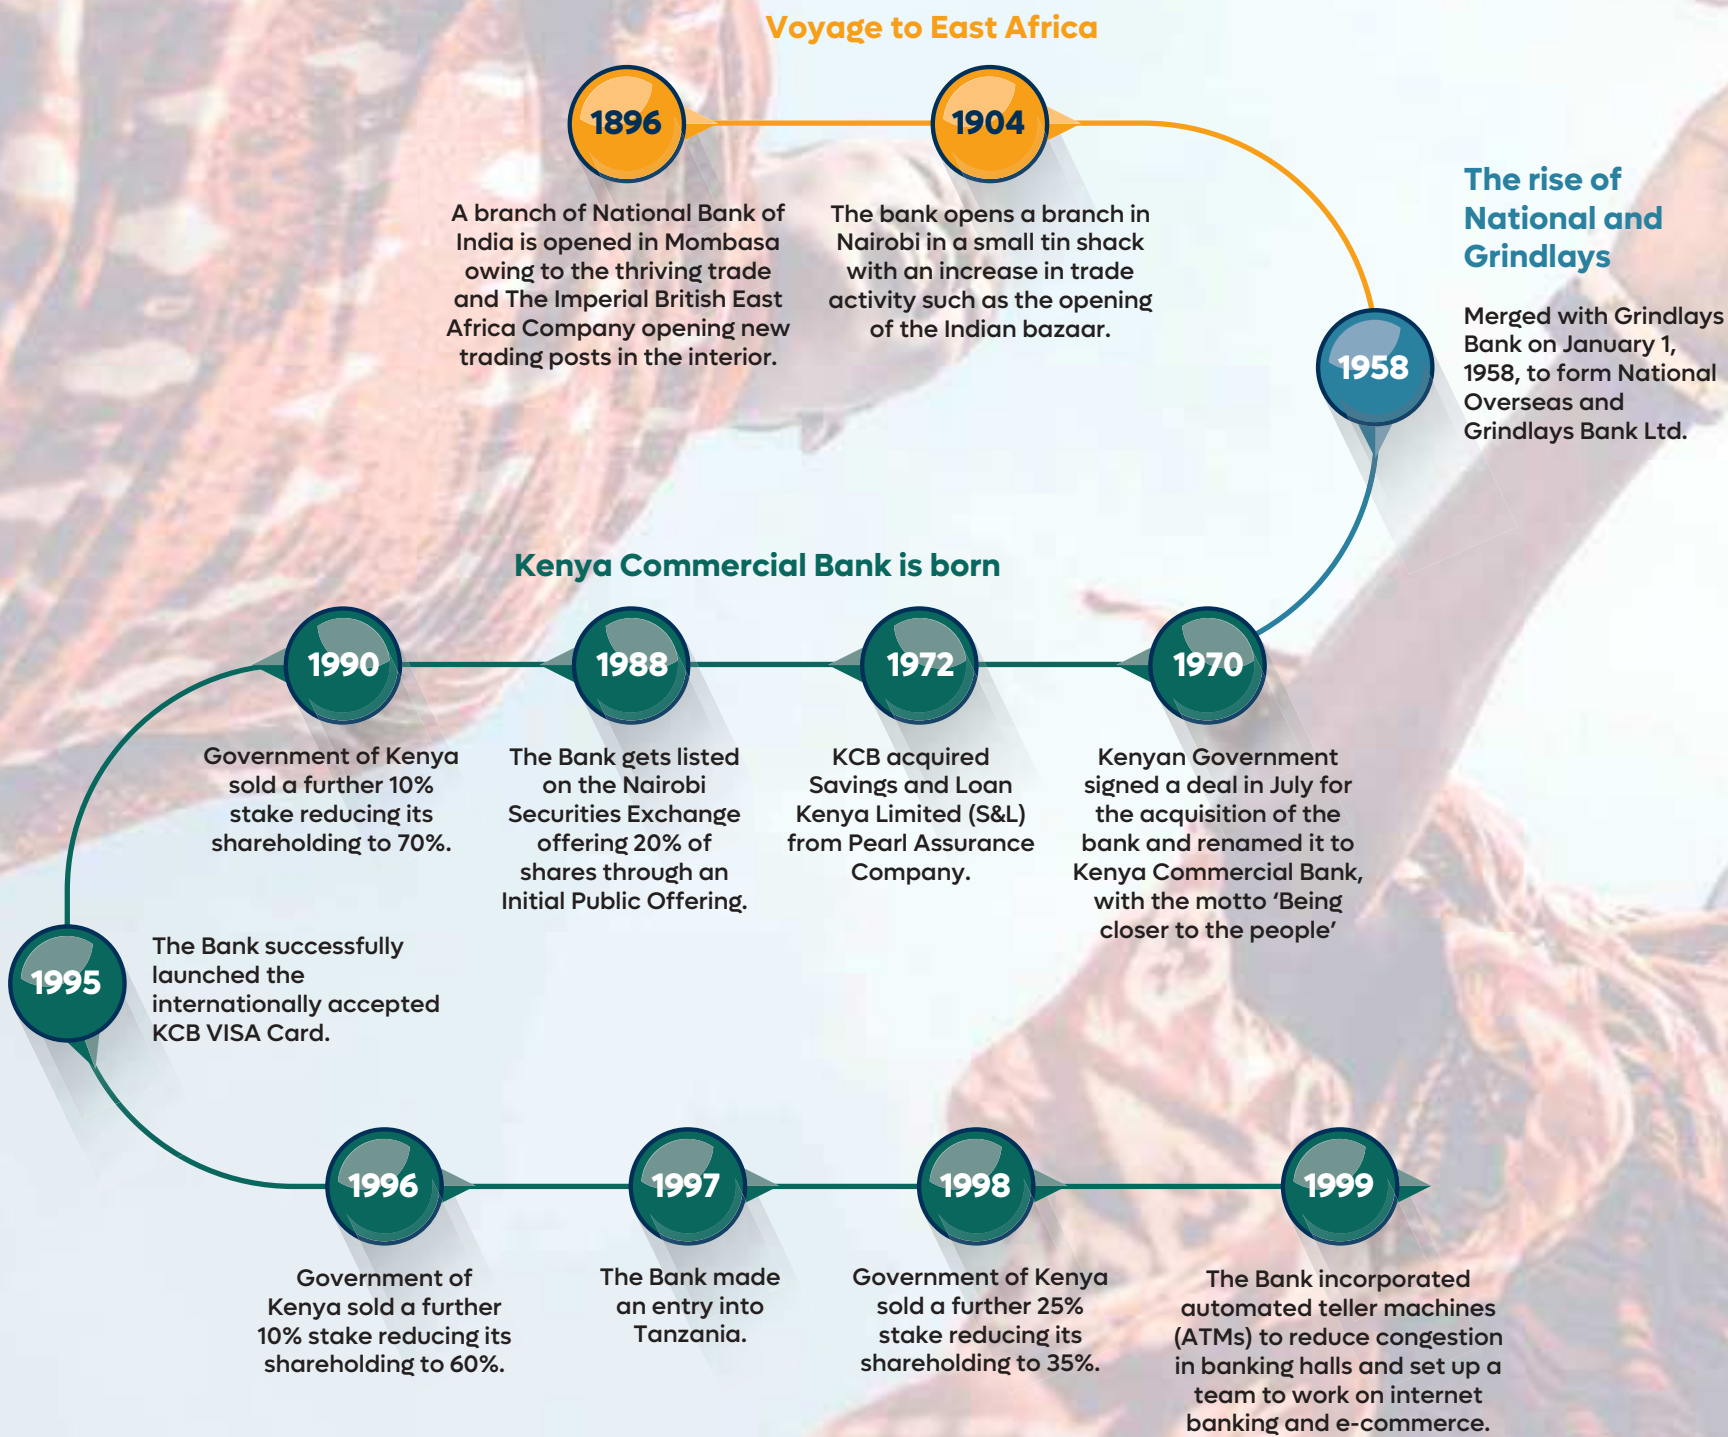 Voyage to East Africa
1896
A branch of National Bank of
India is opened in Mombasa
owing to the thriving trade
and The Imperial British East
Africa Company opening new
trading posts in the interior.
1904
The bank opens a branch in
Nairobi in a small tin shack
with an increase in trade
activity such as the opening
of the Indian bazaar.
The rise of
National and
Grindlays
1958
Merged with Grindlays
Bank on January 1,
1958, to form National
Overseas and
Grindlays Bank Ltd.
Kenya Commercial Bank is born
1970
Kenyan Government
signed a deal in July for
the acquisition of the
bank and renamed it to
Kenya Commercial Bank,
with the motto ‘Being
closer to the people’
1972
KCB acquired
Savings and Loan
Kenya Limited (S&L)
from Pearl Assurance
Company.
1988
The Bank gets listed
on the Nairobi
Securities Exchange
offering 20% of
shares through an
Initial Public Offering.
1990
Government of Kenya
sold a further 10%
stake reducing its
shareholding to 70%.
1995
The Bank successfully
launched the
internationally accepted
KCB VISA Card.
1996
Government of
Kenya sold a further
10% stake reducing its
shareholding to 60%.
1997
The Bank made
an entry into
Tanzania.
1998
Government of Kenya
sold a further 25%
stake reducing its
shareholding to 35%.
1999
The Bank incorporated
automated teller machines
(ATMs) to reduce congestion
in banking halls and set up a
team to work on internet
banking and e-commerce.